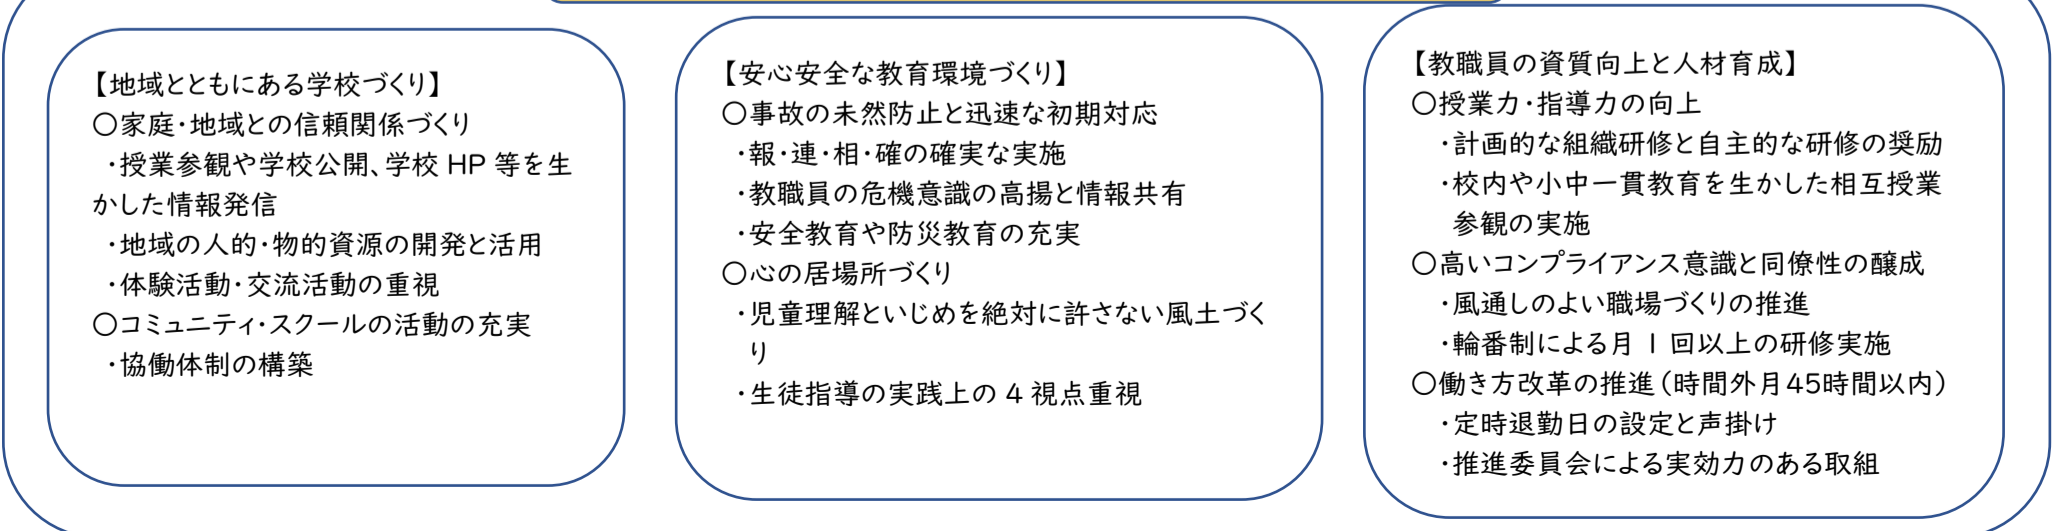 【地域とともにある学校づくり】
〇家庭・地域との信頼関係づくり
・授業参観や学校公開、学校 HP 等を生
かした情報発信
・地域の人的・物的資源の開発と活用
・体験活動・交流活動の重視
〇コミュニティ・スクールの活動の充実
・協働体制の構築
【安心安全な教育環境づくり】
〇事故の未然防止と迅速な初期対応
・報・連・相・確の確実な実施
・教職員の危機意識の高揚と情報共有
・安全教育や防災教育の充実
〇心の居場所づくり
・児童理解といじめを絶対に許さない風土づく
り
・生徒指導の実践上の 4 視点重視
【教職員の資質向上と人材育成】
〇授業力・指導力の向上
・計画的な組織研修と自主的な研修の奨励
・校内や小中一貫教育を生かした相互授業
参観の実施
〇高いコンプライアンス意識と同僚性の醸成
・風通しのよい職場づくりの推進
・輪番制による月 1 回以上の研修実施
〇働き方改革の推進（時間外月45時間以内）
・定時退勤日の設定と声掛け
・推進委員会による実効力のある取組